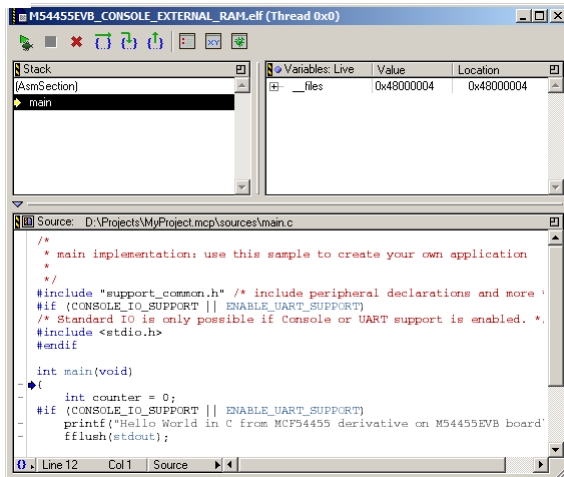 M54455EVB_CONSOLE_EXTERNAL_RAM.elf (Thread 0x0)
Stack
(AsmSection)
main
Variables: Live Value Location
__files 0x48000004 0x48000004
Source: D:\Projects\MyProject.mcp\sources\main.c
/*
 * main implementation: use this sample to create your own application
 *
 */
#include "support_common.h" /* include peripheral declarations and more
#if (CONSOLE_IO_SUPPORT || ENABLE_UART_SUPPORT)
/* Standard IO is only possible if Console or UART support is enabled. *
#include <stdio.h>
#endif
int main(void)
{
    int counter = 0;
#if (CONSOLE_IO_SUPPORT || ENABLE_UART_SUPPORT)
    printf("Hello World in C from MCF54455 derivative on M54455EVB board
    fflush(stdout);
Line 12 Col 1 Source